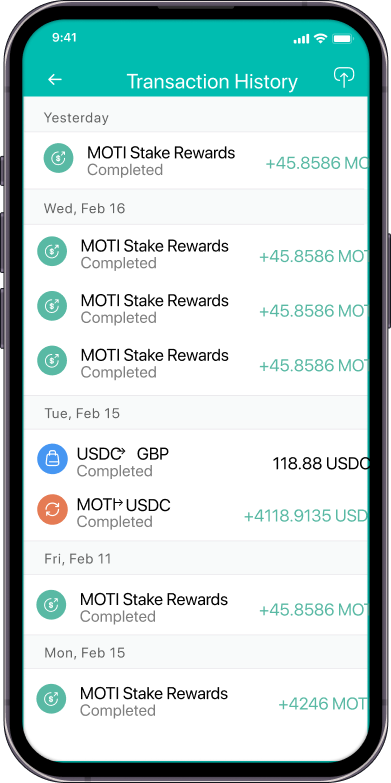 9:41
Transaction History
Yesterday
MOTI Stake Rewards
+45.8586 MO
Completed
Wed, Feb 16
MOTI Stake Rewards
+45.8586 MOT
Completed
MOTI Stake Rewards
+45.8586 MOT
Completed
MOTI Stake Rewards
+45.8586 MOT
Completed
Tue, Feb 15
USDC→ GBP
118.88 USDC
Completed
MOTI→ USDC
+4118.9135 USD
Completed
Fri, Feb 11
MOTI Stake Rewards
+45.8586 MOT
Completed
Mon, Feb 15
MOTI Stake Rewards
+4246 MOT
Completed